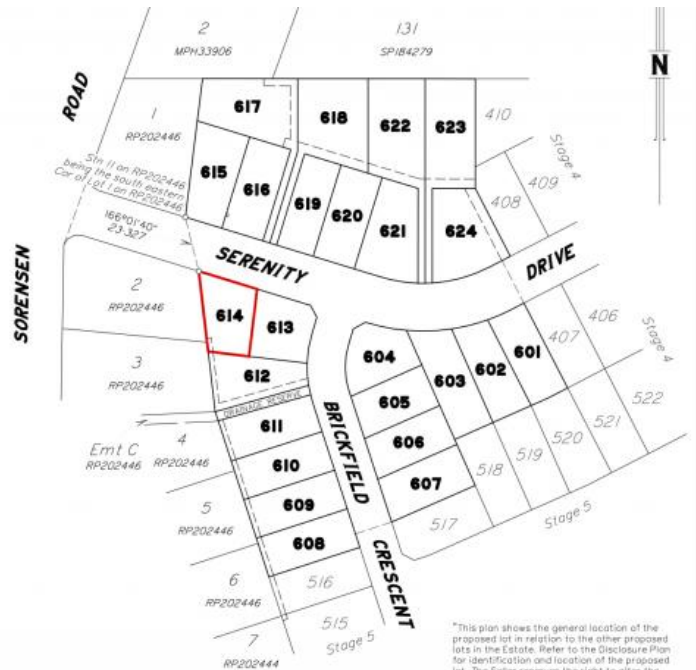 2
MPH33906
131
SP184279
N
ROAD
1
RP202446
617
618
622
623
410
Stage 4
409
408
615
616
619
620
621
624
Stn II on RP202446
being the south eastern
Cor of Lot I on RP202446
166°01'40"
23·327
SERENITY
DRIVE
SORENSEN
2
RP202446
614
613
604
603
602
601
407
406
Stage 4
3
RP202446
612
605
522
DRAINAGE RESERVE
BRICKFIELD
611
606
521
520
519
518
Emt C
RP202446
4
RP202446
610
607
517
Stage 5
5
RP202446
609
608
CRESCENT
6
RP202446
516
515
Stage 5
7
RP202444
"This plan shows the general location of the
proposed lot in relation to the other proposed
lots in the Estate. Refer to the Disclosure Plan
for identification and location of the proposed